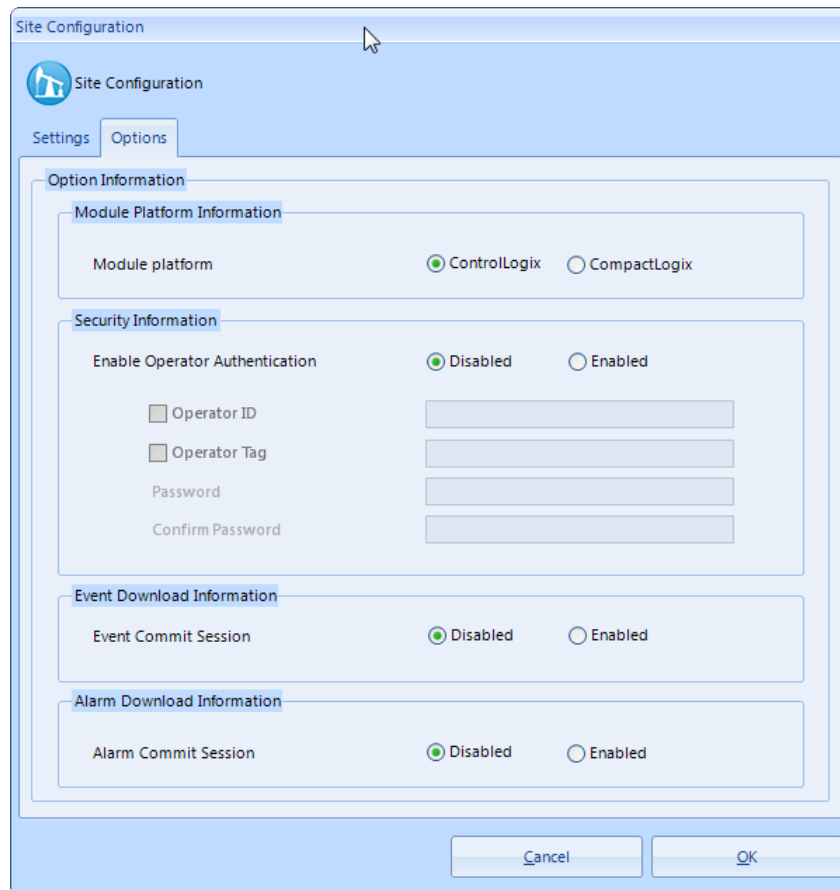 Site Configuration
Site Configuration
Settings Options
Option Information
Module Platform Information
Module platform ControlLogix CompactLogix
Security Information
Enable Operator Authentication Disabled Enabled
Operator ID
Operator Tag
Password
Confirm Password
Event Download Information
Event Commit Session Disabled Enabled
Alarm Download Information
Alarm Commit Session Disabled Enabled
Cancel OK